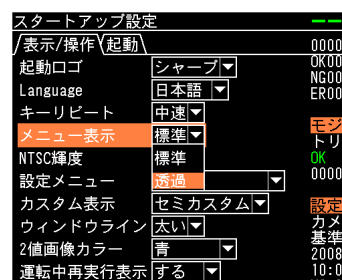 スタートアップ設定
表示/操作 起動
起動ロゴ シャープ▼
Language 日本語 ▼
キーリピート 中速▼
メニュー表示 標準▼
NTSC輝度 標準
設定メニュー 透過 ▼
カスタム表示 セミカスタム▼
ウィンドウライン 太い▼
2値画像カラー 青 ▼
運転中再実行表示 する ▼
0000
OK00
NG00
ER00
モジ
トリ
OK
0000
設定
カメ
基準
2008
10:0